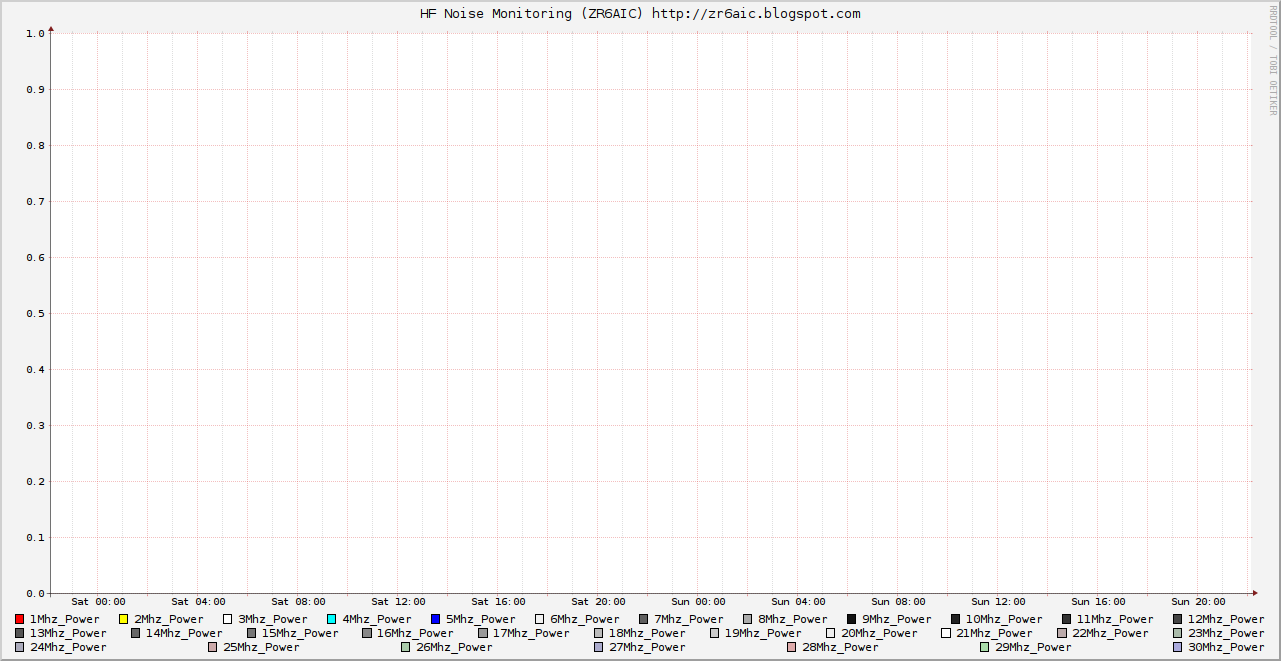 HF Noise Monitoring (ZR6AIC) http://zr6aic.blogspot.com
RRDTOOL / TOBI OETIKER
1.0
0.9
0.8
0.7
0.6
0.5
0.4
0.3
0.2
0.1
0.0
Sat 00:00 Sat 04:00 Sat 08:00 Sat 12:00 Sat 16:00 Sat 20:00 Sun 00:00 Sun 04:00 Sun 08:00 Sun 12:00 Sun 16:00 Sun 20:00
1Mhz_Power 2Mhz_Power 3Mhz_Power 4Mhz_Power 5Mhz_Power 6Mhz_Power 7Mhz_Power 8Mhz_Power 9Mhz_Power 10Mhz_Power 11Mhz_Power 12Mhz_Power
13Mhz_Power 14Mhz_Power 15Mhz_Power 16Mhz_Power 17Mhz_Power 18Mhz_Power 19Mhz_Power 20Mhz_Power 21Mhz_Power 22Mhz_Power 23Mhz_Power
24Mhz_Power 25Mhz_Power 26Mhz_Power 27Mhz_Power 28Mhz_Power 29Mhz_Power 30Mhz_Power